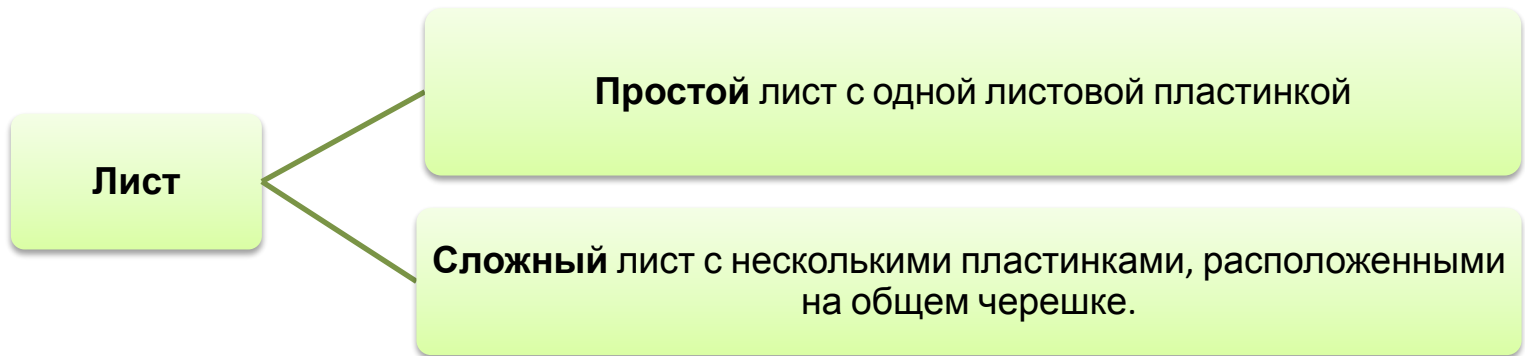 Простой лист с одной листовой пластинкой
Лист
Сложный лист с несколькими пластинками, расположенными
на общем черешке.